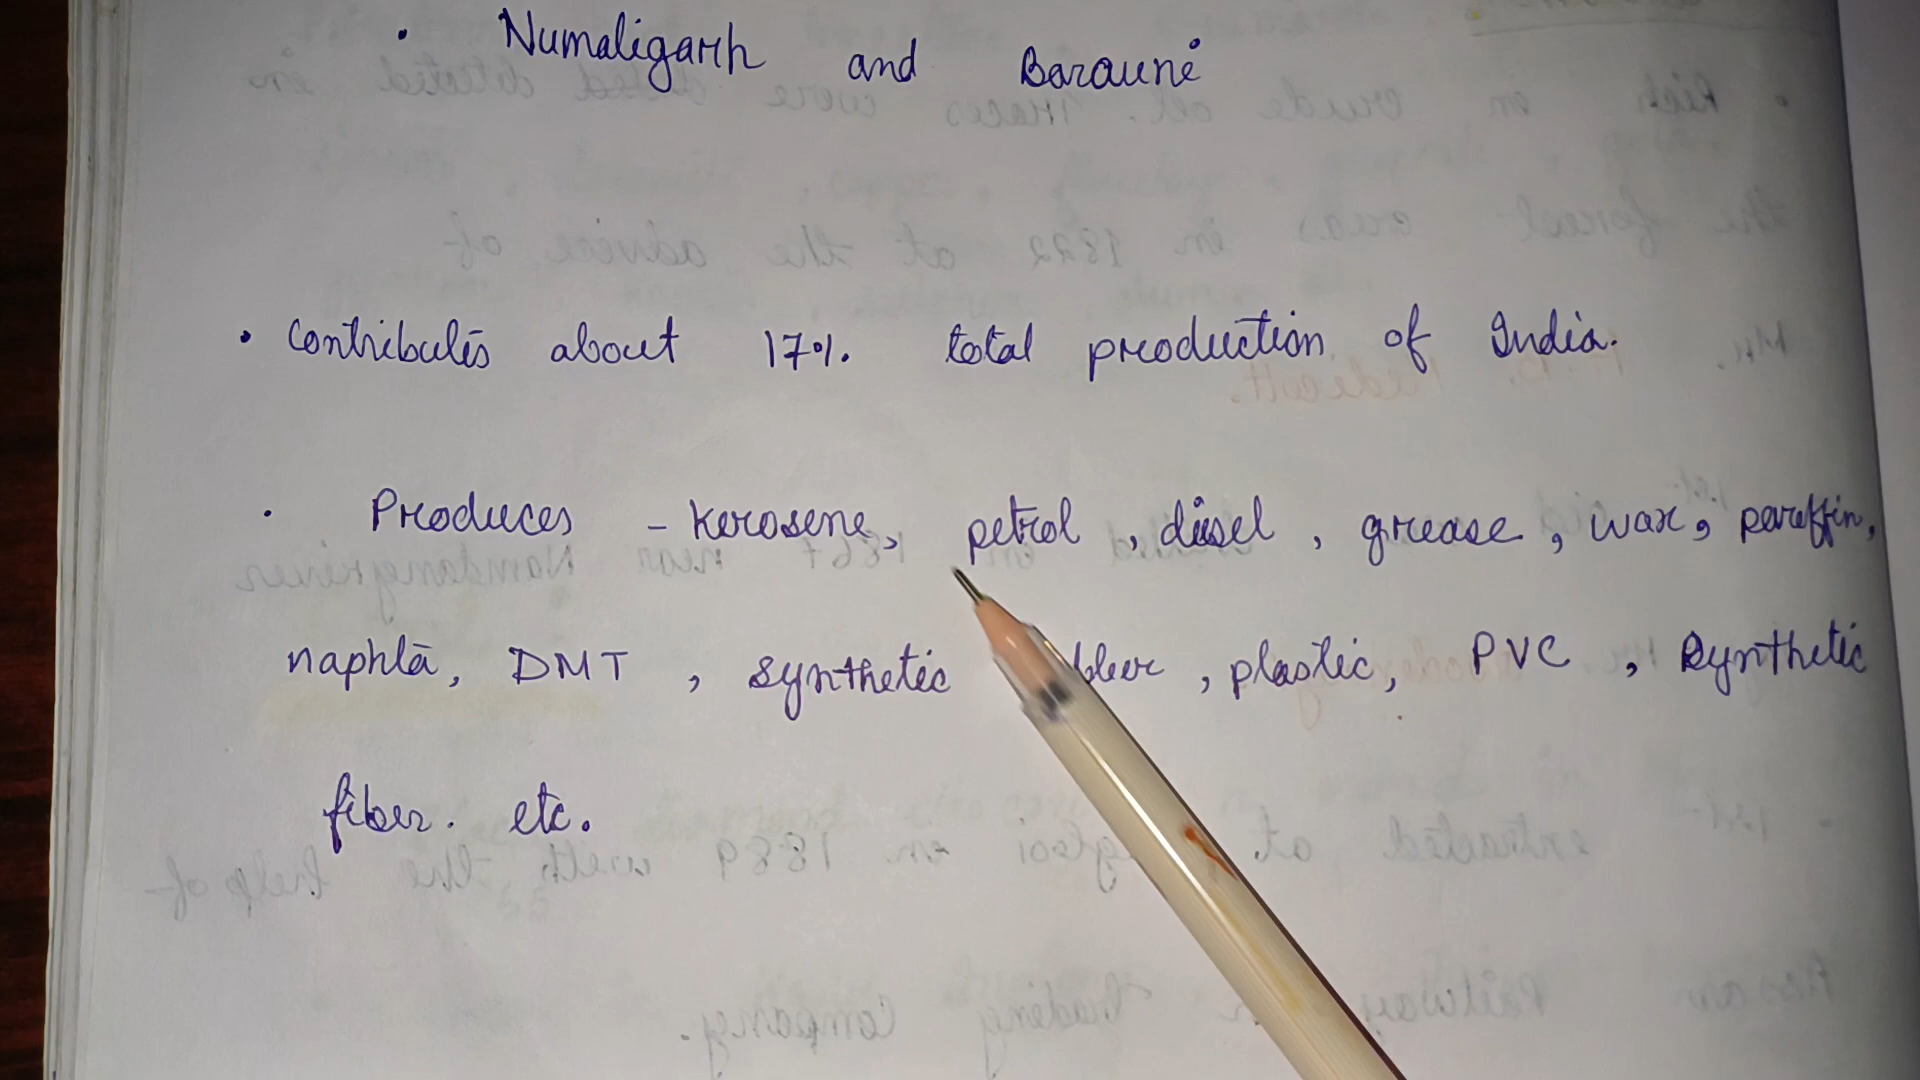 • Numaligarh and Barauni
• Contributes about 17% total production of India.
• Produces - Kerosene, petrol, diesel, grease, wax, paraffin,
naphta, DMT, synthetic plastic, PVC, synthetic
fiber. etc.